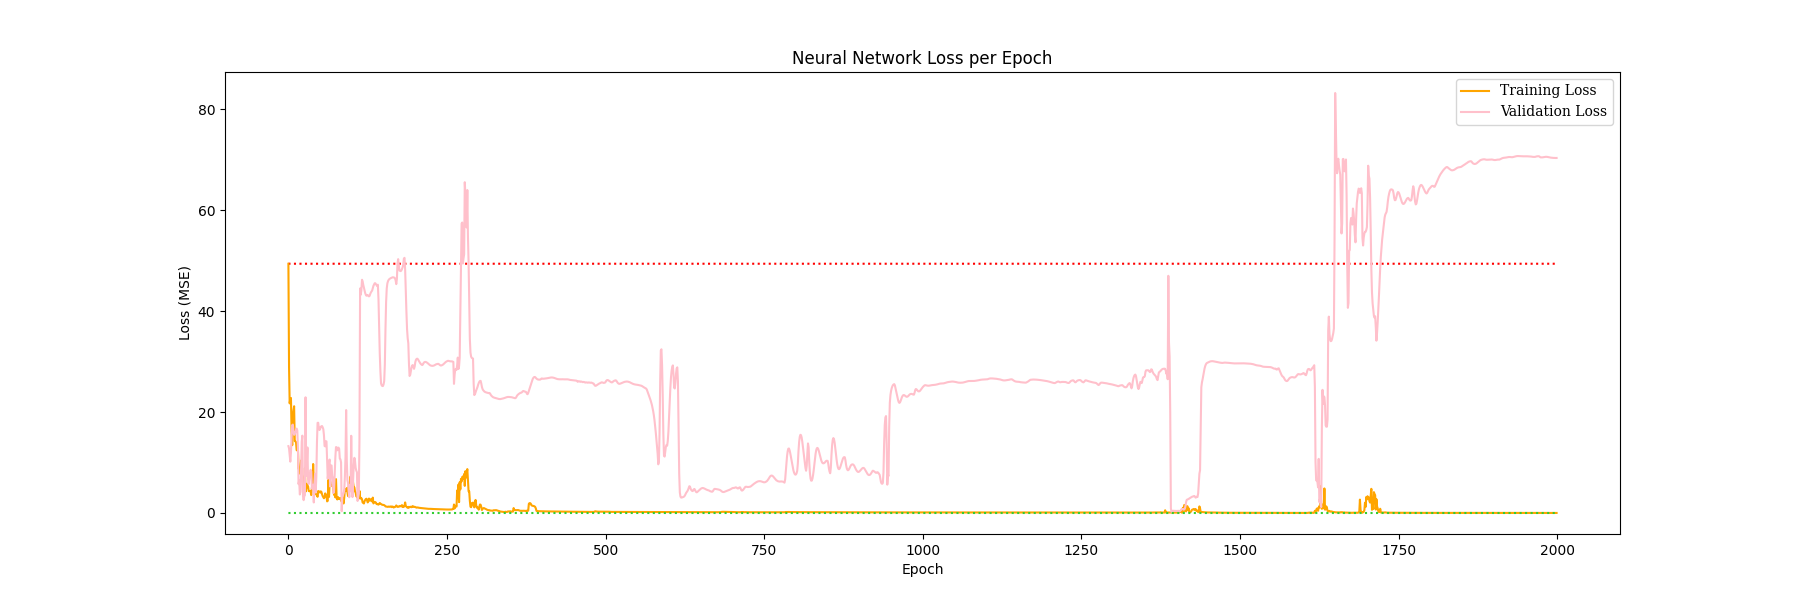 Neural Network Loss per Epoch
Training Loss
Validation Loss
80
60
40
20
0
Loss (MSE)
0 250 500 750 1000 1250 1500 1750 2000
Epoch